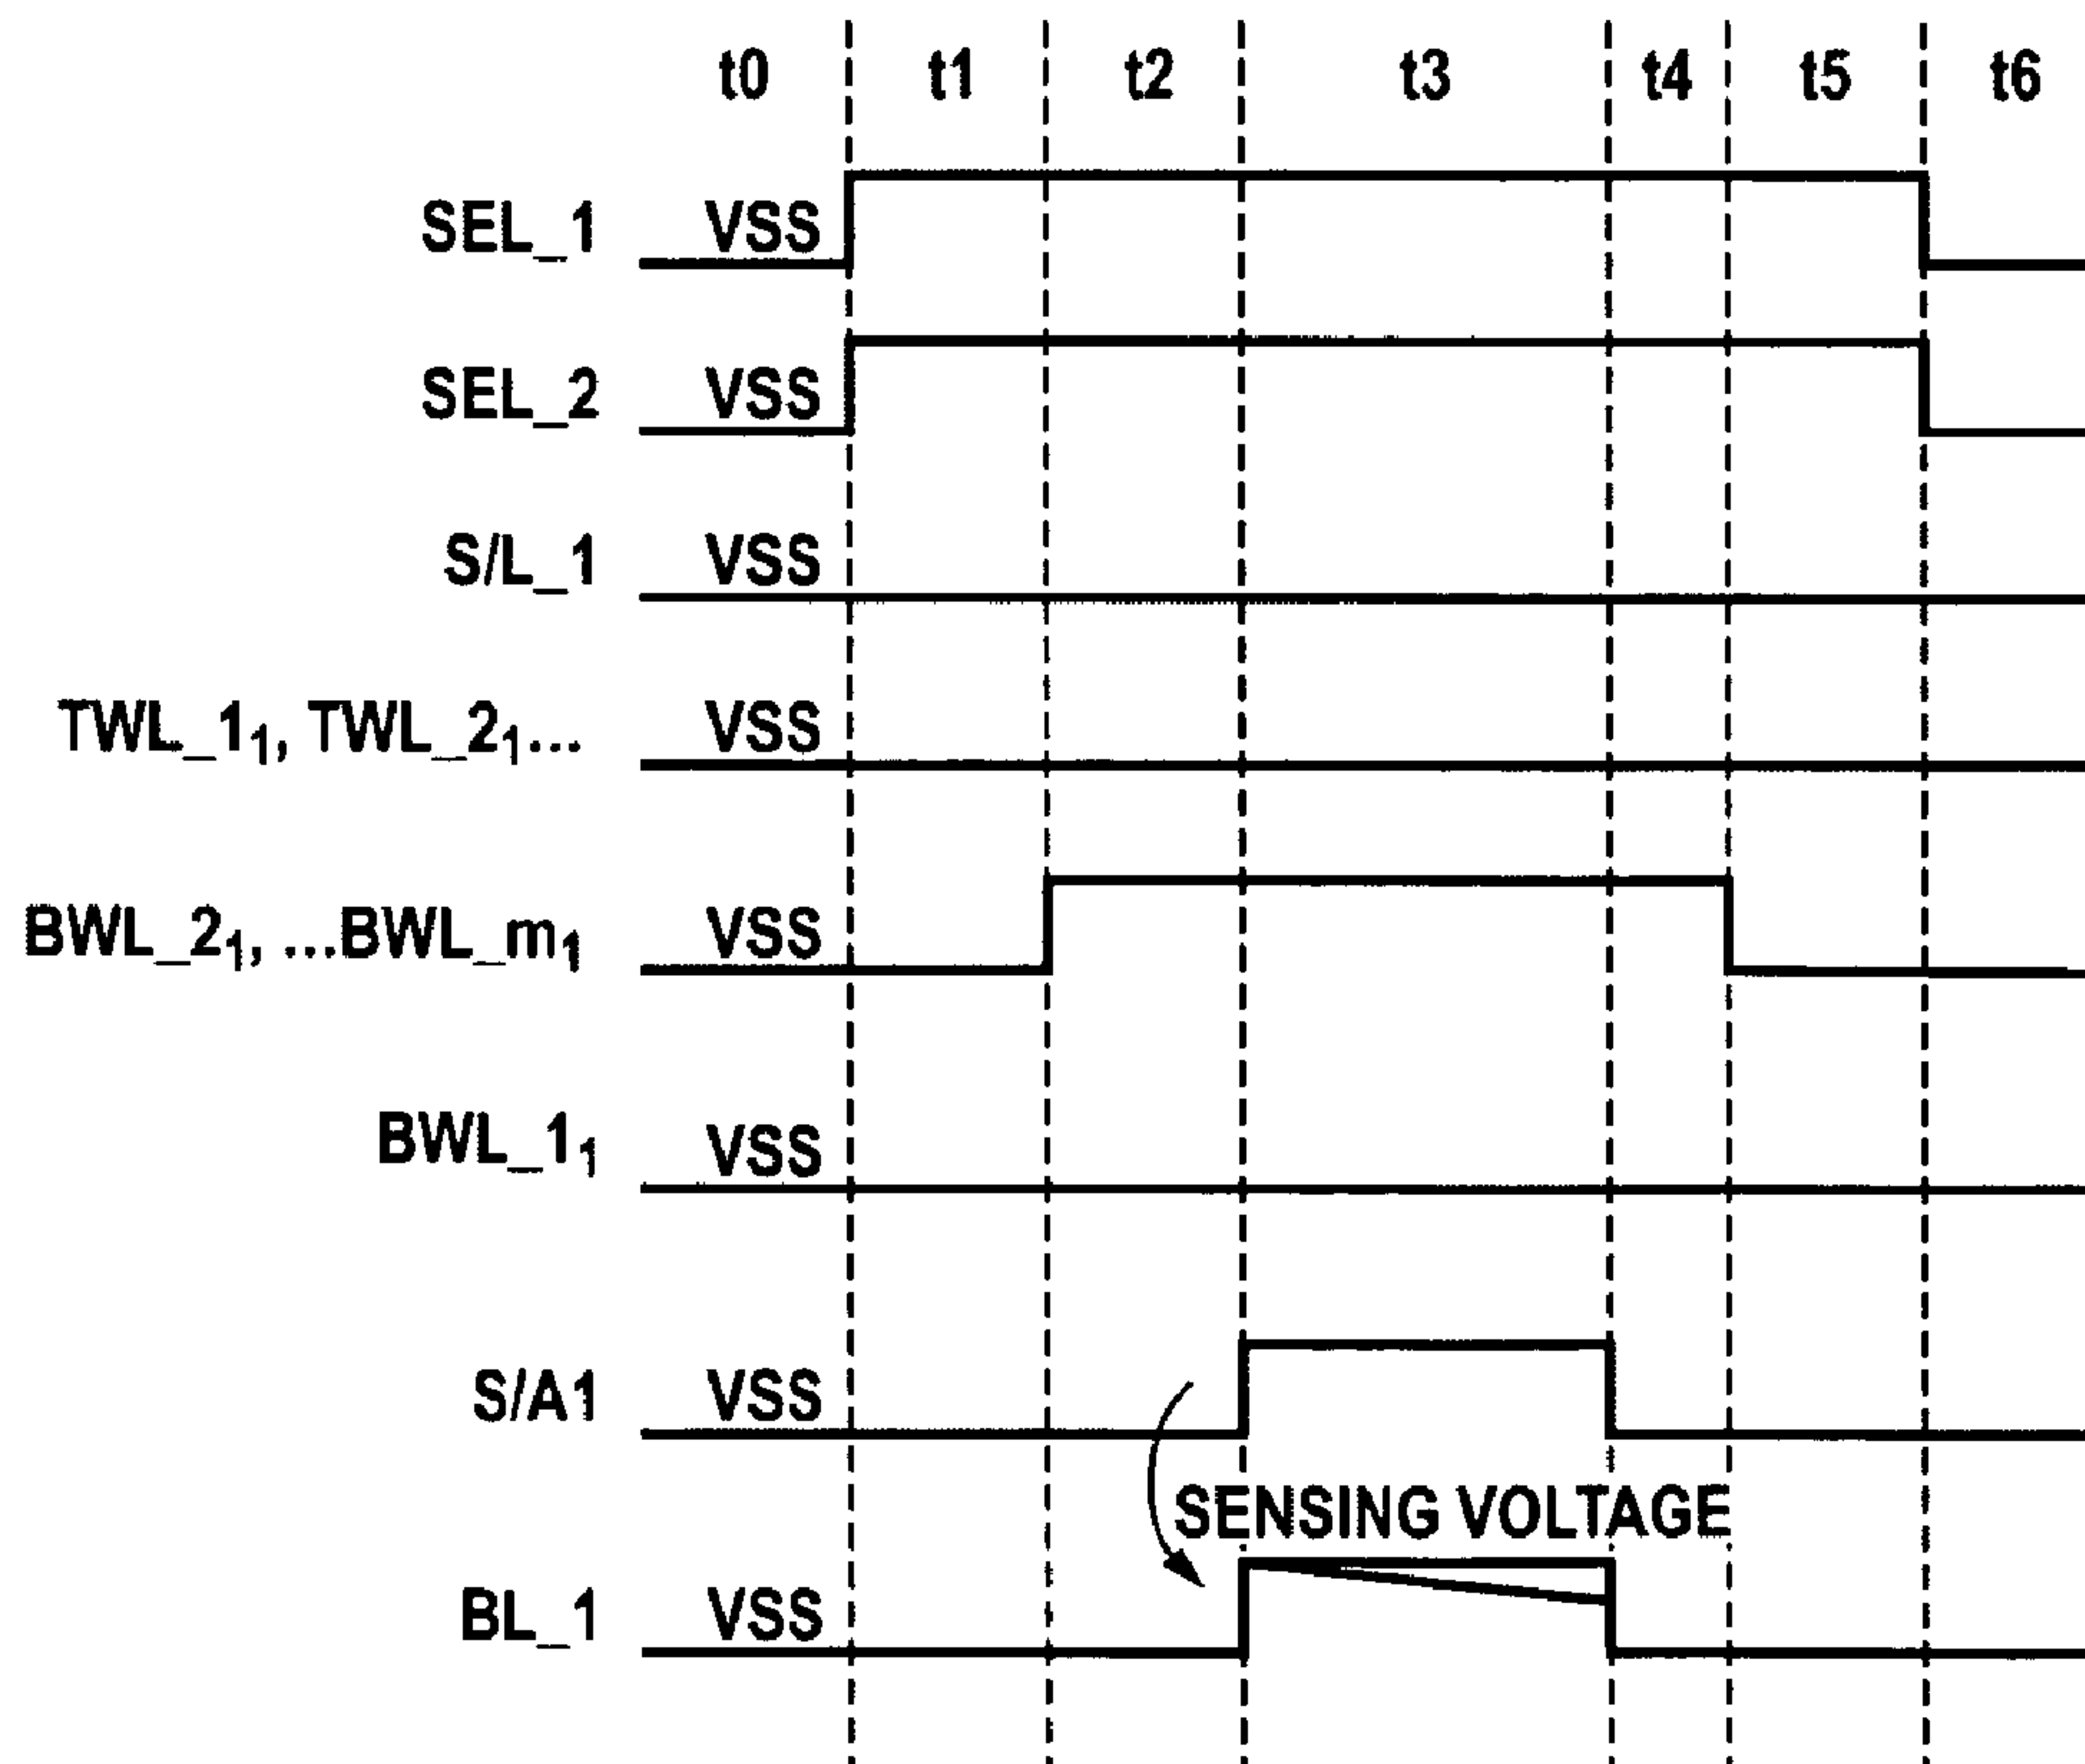 t0 t1 t2 t3 t4 t5 t6
SEL_1 VSS
SEL_2 VSS
S/L_1 VSS
TWL_1₁, TWL_2₁... VSS
BWL_2₁, ...BWL_m₁ VSS
BWL_1₁ VSS
S/A1 VSS
SENSING VOLTAGE
BL_1 VSS